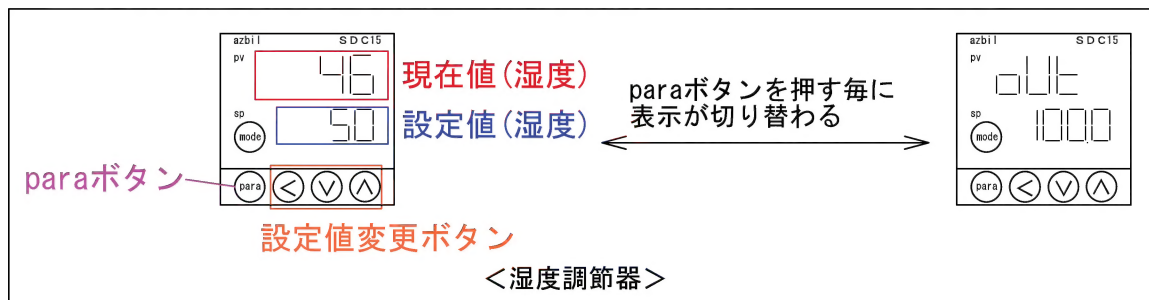 azbil SDC15
pv
46
現在値(湿度)
sp
50
設定値(湿度)
mode
paraボタン
para
設定値変更ボタン
paraボタンを押す毎に
表示が切り替わる
azbil SDC15
pv
oUt
sp
100.0
mode
para
＜湿度調節器＞